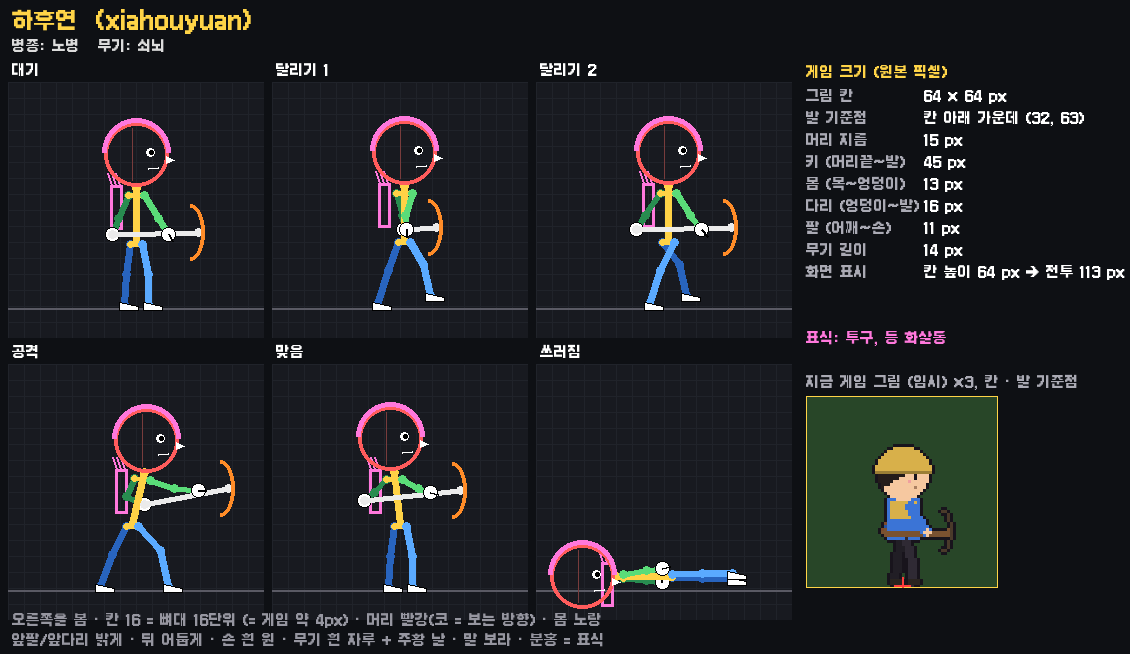 하후연 (xiahouyuan)
병종: 노병 무기: 쇠뇌
대기
달리기 1
달리기 2
공격
맞음
쓰러짐
게임 크기 (원본 픽셀)
그림 칸 64 × 64 px
발 기준점 칸 아래 가운데 (32, 63)
머리 지름 15 px
키 (머리끝~발) 45 px
몸 (목~엉덩이) 13 px
다리 (엉덩이~발) 16 px
팔 (어깨~손) 11 px
무기 길이 14 px
화면 표시 칸 높이 64 px → 전투 113 px
표식: 투구, 등 화살통
지금 게임 그림 (임시) ×3, 칸 · 발 기준점
오른쪽을 봄 · 칸 16 = 뼈대 16단위 (= 게임 약 4px) · 머리 빨강(코 = 보는 방향) · 몸 노랑
앞팔/앞다리 밝게 · 뒤 어둡게 · 손 흰 원 · 무기 흰 자루 + 주황 날 · 말 보라 · 분홍 = 표식